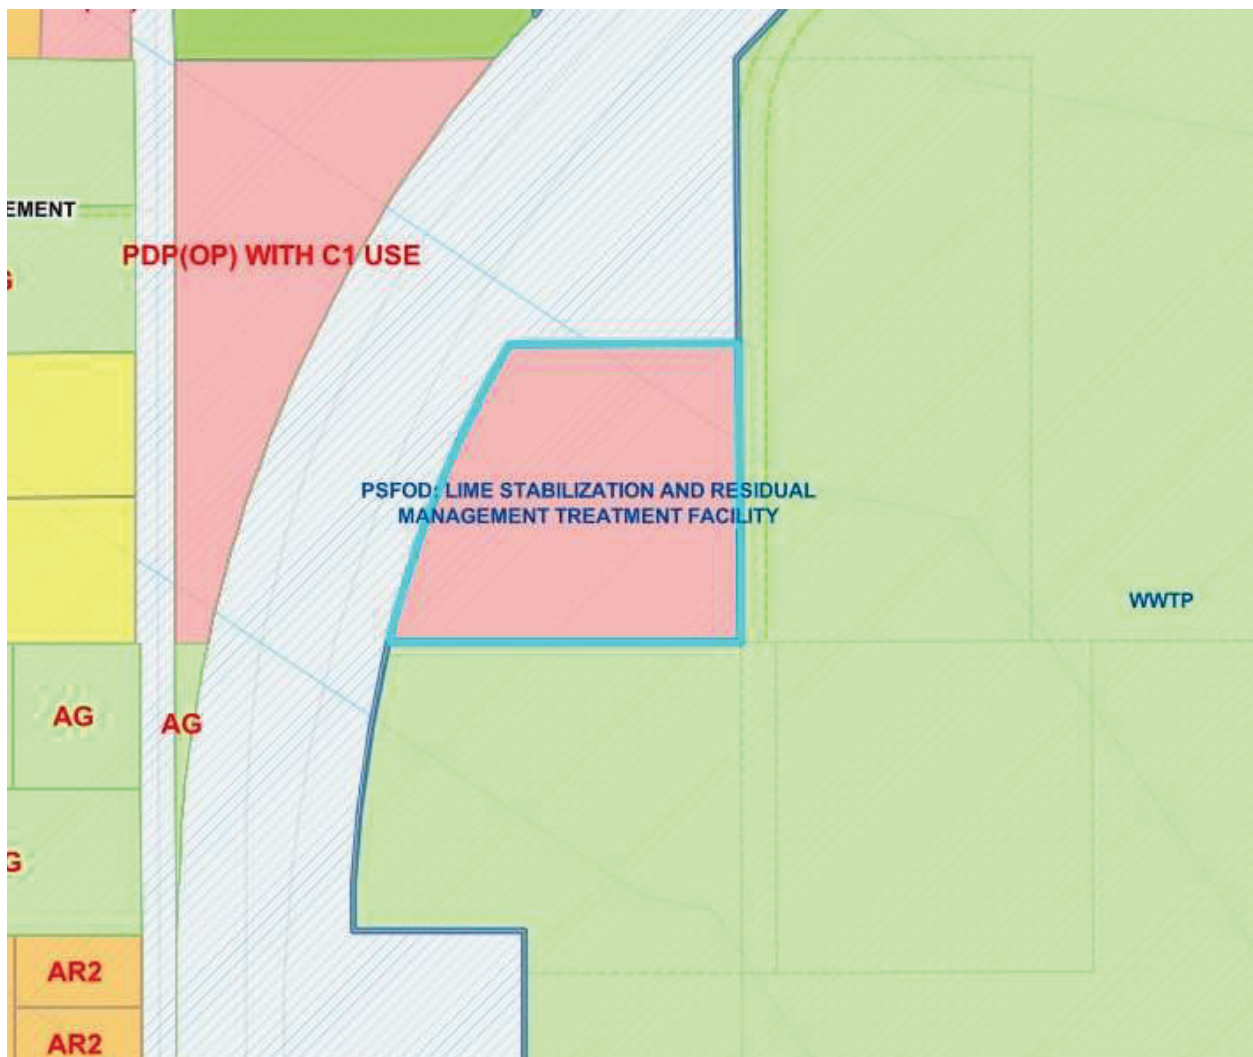 EMENT
PDP(OP) WITH C1 USE
G
PSFOD: LIME STABILIZATION AND RESIDUAL
MANAGEMENT TREATMENT FACILITY
WWTP
AG
AG
G
AR2
AR2